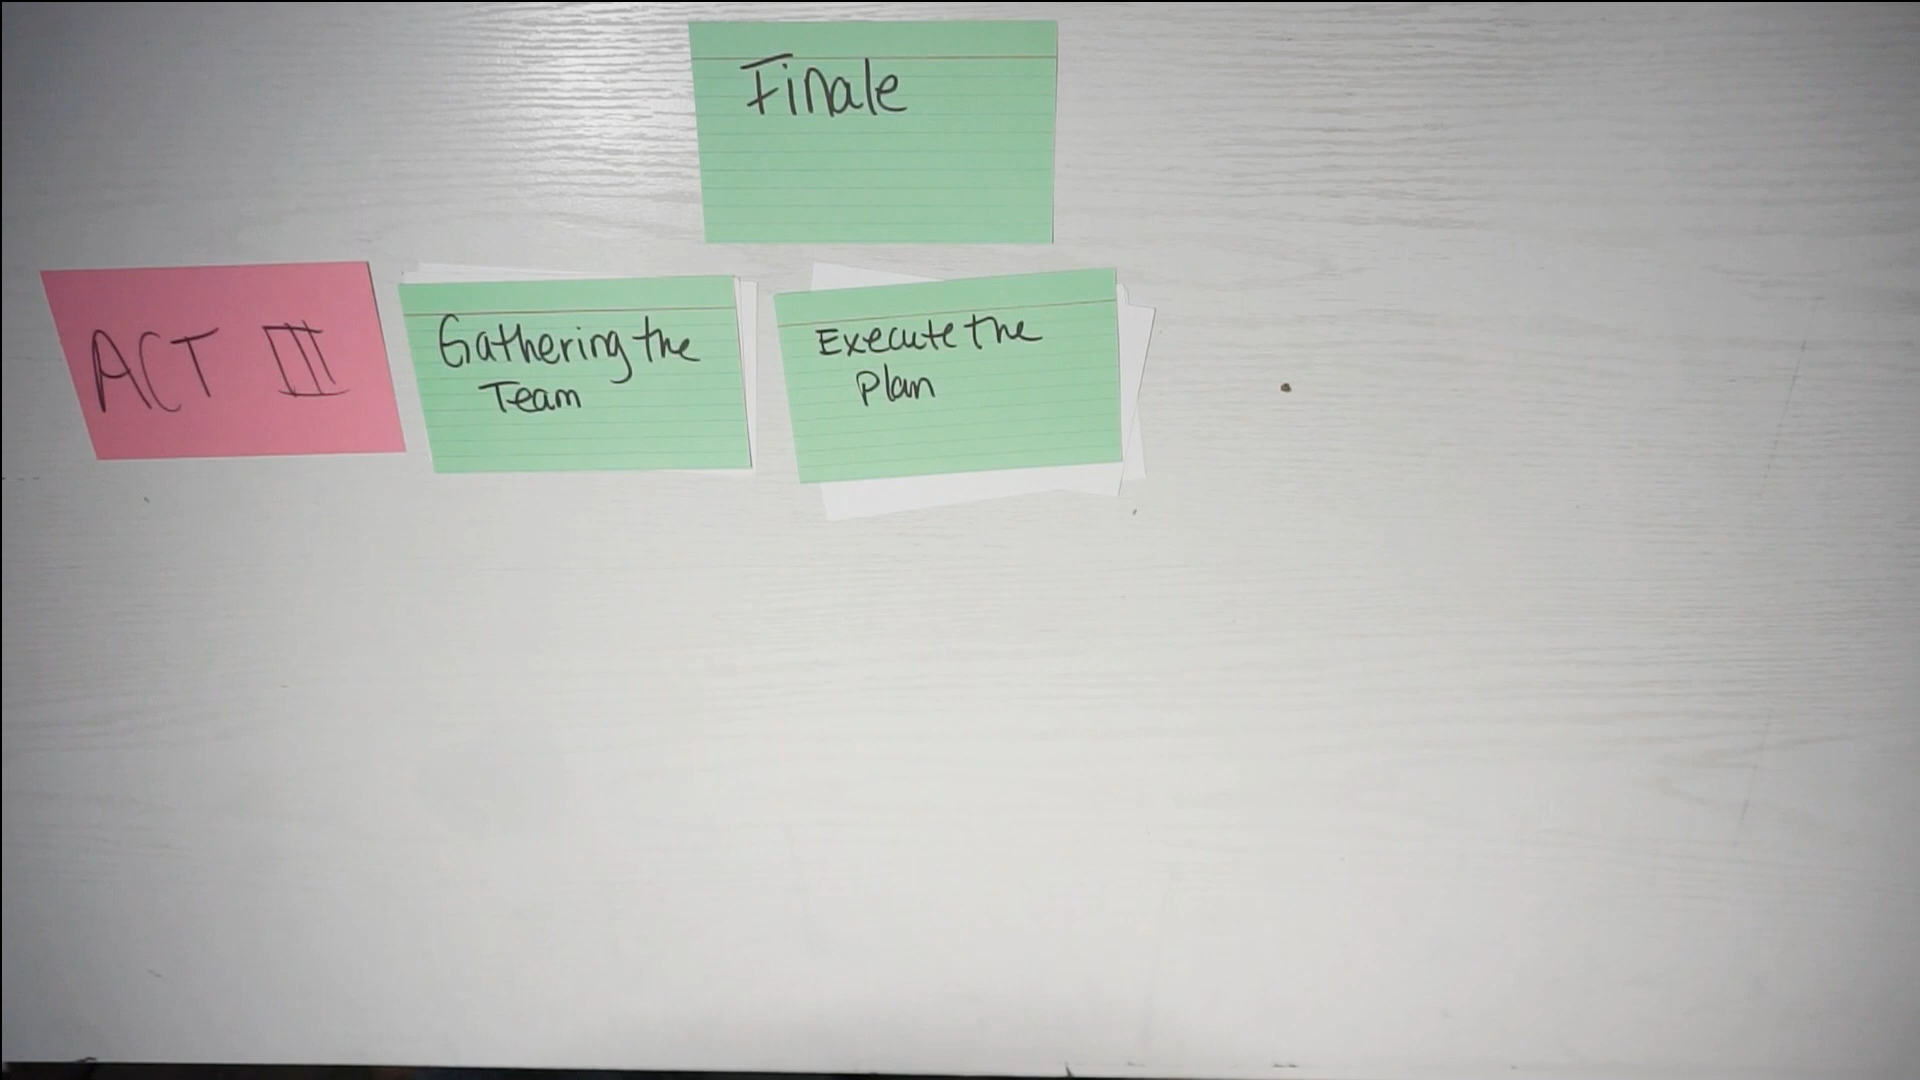 Finale
ACT III
Gathering the
Team
Execute the
Plan